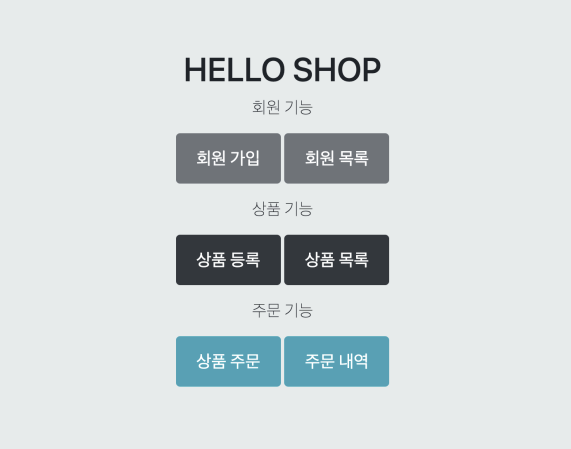 HELLO SHOP
회원 기능
회원 가입 회원 목록
상품 기능
상품 등록 상품 목록
주문 기능
상품 주문 주문 내역